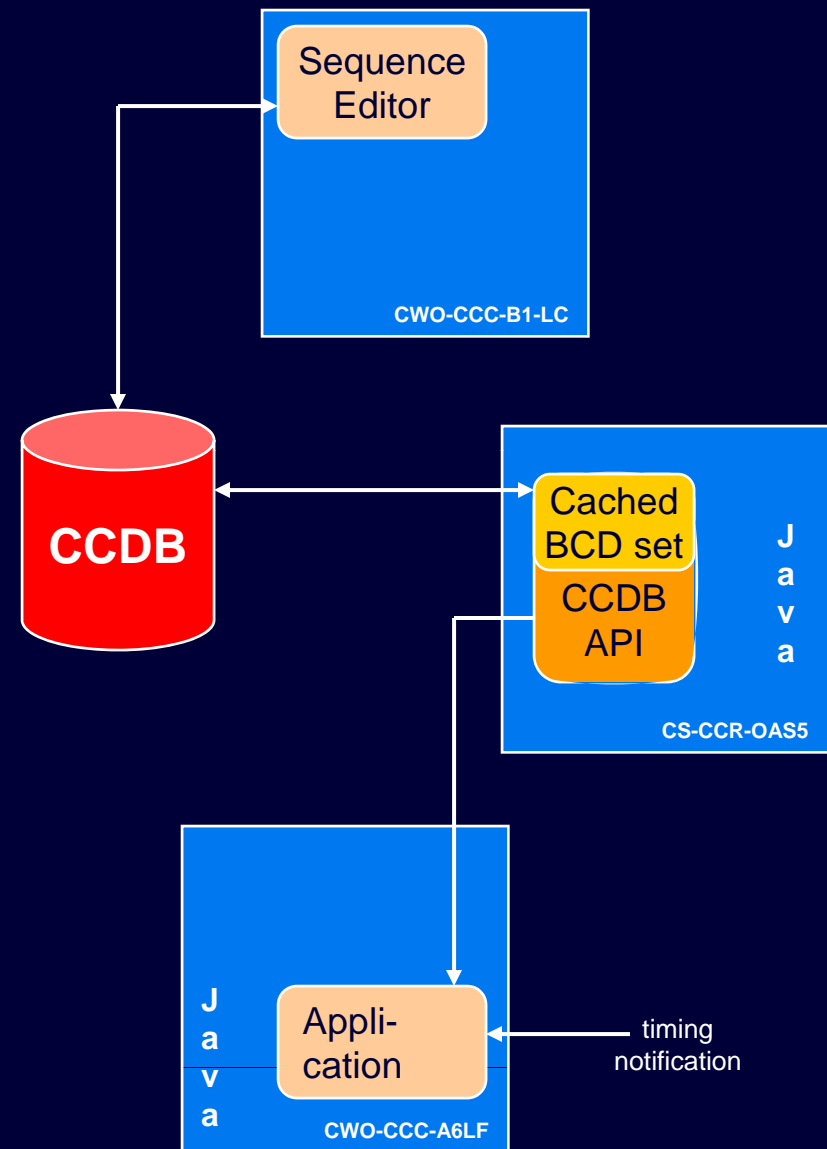 Sequence
Editor
CWO-CCC-B1-LC
CCDB
Cached
BCD set
CCDB
API
J
a
v
a
CS-CCR-OAS5
J
a
v
a
Appli-
cation
timing
notification
CWO-CCC-A6LF